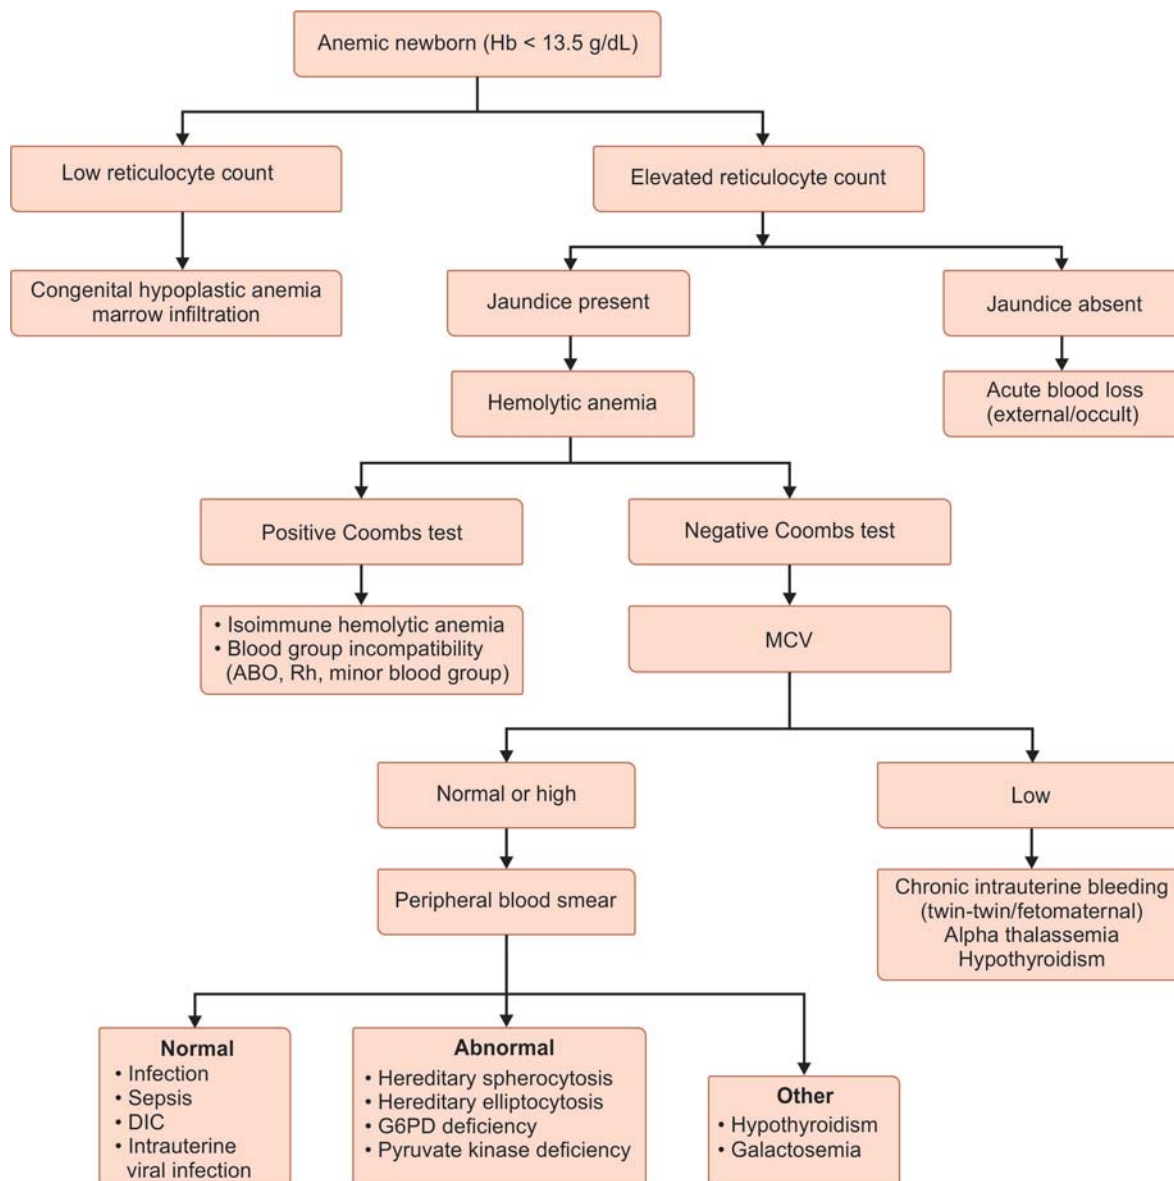 Anemic newborn (Hb < 13.5 g/dL)
Low reticulocyte count
Elevated reticulocyte count
Congenital hypoplastic anemia
marrow infiltration
Jaundice present
Jaundice absent
Hemolytic anemia
Acute blood loss
(external/occult)
Positive Coombs test
Negative Coombs test
• Isoimmune hemolytic anemia
• Blood group incompatibility
(ABO, Rh, minor blood group)
MCV
Normal or high
Low
Peripheral blood smear
Chronic intrauterine bleeding
(twin-twin/fetomaternal)
Alpha thalassemia
Hypothyroidism
Normal
• Infection
• Sepsis
• DIC
• Intrauterine
viral infection
Abnormal
• Hereditary spherocytosis
• Hereditary elliptocytosis
• G6PD deficiency
• Pyruvate kinase deficiency
Other
• Hypothyroidism
• Galactosemia